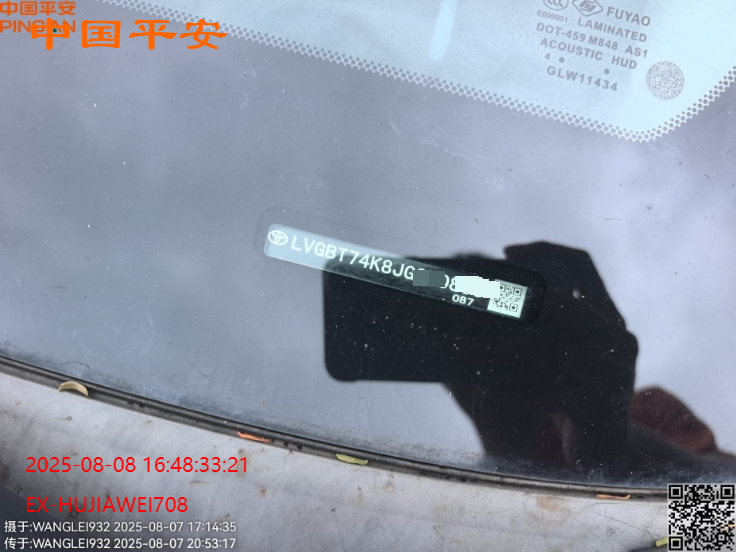 中国平安
PINGAN
中国平安
FUYAO
E000001 LAMINATED
DOT-459 M848 AS1
ACOUSTIC HUD
4
GLW11434
LVGBT74K8JG
087
2025-08-08 16:48:33:21
EX HUJIAWEI708
摄于:WANGLEI932 2025-08-07 17:14:35
传于:WANGLEI932 2025-08-07 20:53:17